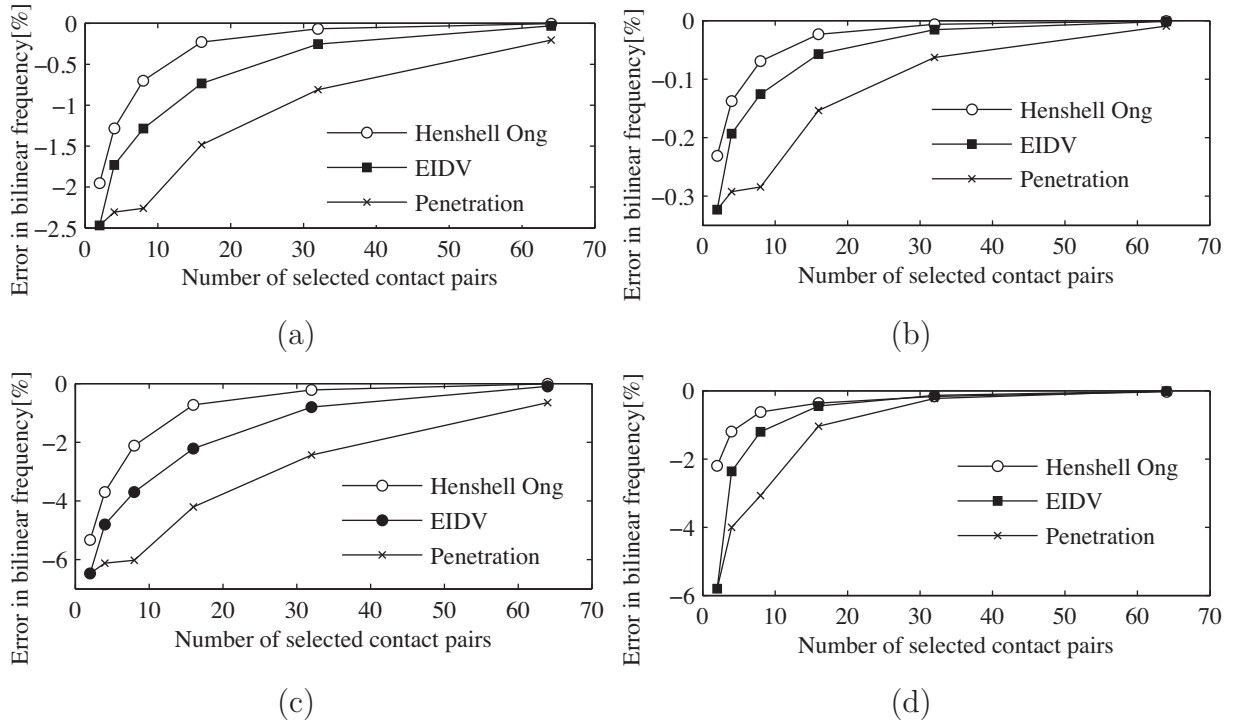 Error in bilinear frequency[%]
0
−0.5
−1
−1.5
−2
−2.5
0 10 20 30 40 50 60 70
Number of selected contact pairs
Henshell Ong
EIDV
Penetration
(a)
Error in bilinear frequency[%]
0
−0.1
−0.2
−0.3
0 10 20 30 40 50 60 70
Number of selected contact pairs
Henshell Ong
EIDV
Penetration
(b)
Error in bilinear frequency[%]
0
−2
−4
−6
0 10 20 30 40 50 60 70
Number of selected contact pairs
Henshell Ong
EIDV
Penetration
(c)
Error in bilinear frequency[%]
0
−2
−4
−6
0 10 20 30 40 50 60 70
Number of selected contact pairs
Henshell Ong
EIDV
Penetration
(d)